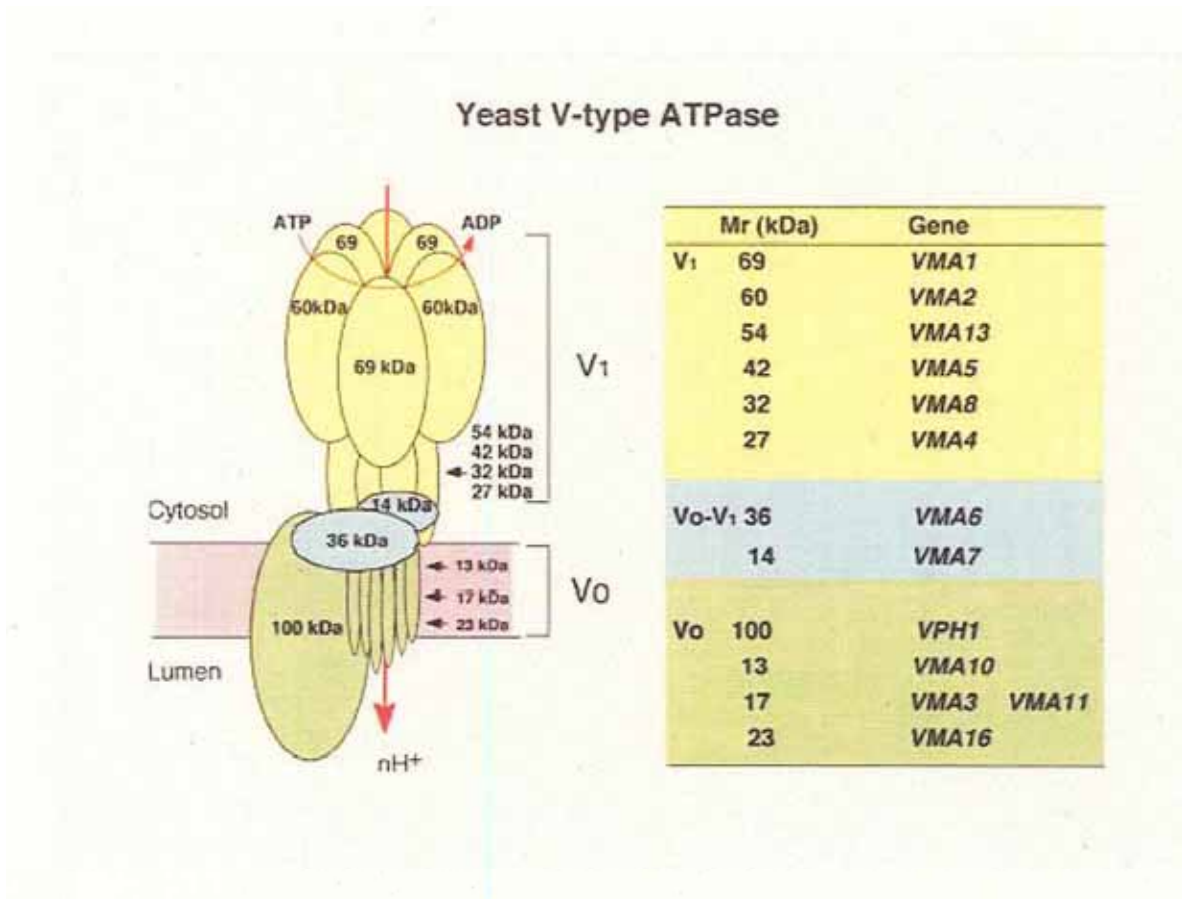 Yeast V-type ATPase
ATP
ADP
69
69
60kDa
60kDa
69 kDa
V1
54 kDa
42 kDa
32 kDa
27 kDa
14 kDa
Cytosol
36 kDa
13 kDa
17 kDa
23 kDa
Vo
100 kDa
Lumen
nH+
Mr (kDa) Gene
V1 69 VMA1
60 VMA2
54 VMA13
42 VMA5
32 VMA8
27 VMA4
Vo-V1 36 VMA6
14 VMA7
Vo 100 VPH1
13 VMA10
17 VMA3 VMA11
23 VMA16